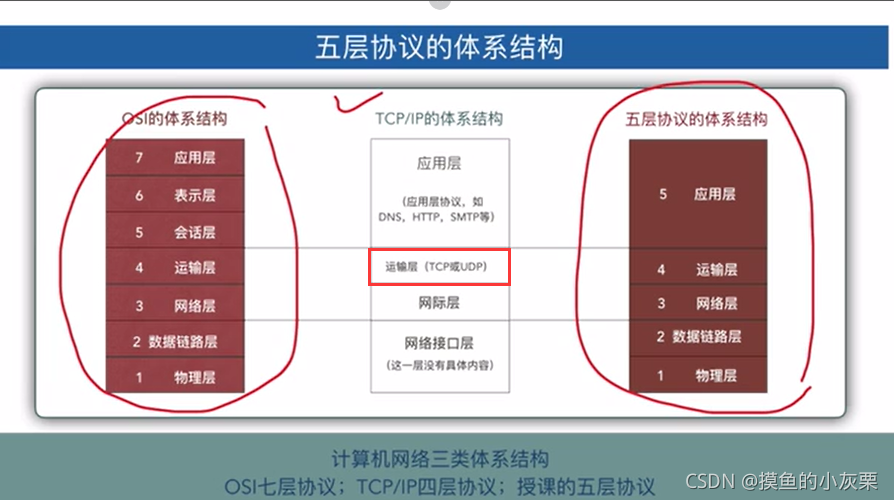 五层协议的体系结构
OSI的体系结构
7 应用层
6 表示层
5 会话层
4 运输层
3 网络层
2 数据链路层
1 物理层
TCP/IP的体系结构
应用层
（应用层协议，如
DNS，HTTP，SMTP等）
运输层（TCP或UDP）
网际层
网络接口层
（这一层没有具体内容）
五层协议的体系结构
5 应用层
4 运输层
3 网络层
2 数据链路层
1 物理层
计算机网络三类体系结构
OSI七层协议；TCP/IP四层协议；授课的五层协议
CSDN @摸鱼的小灰栗